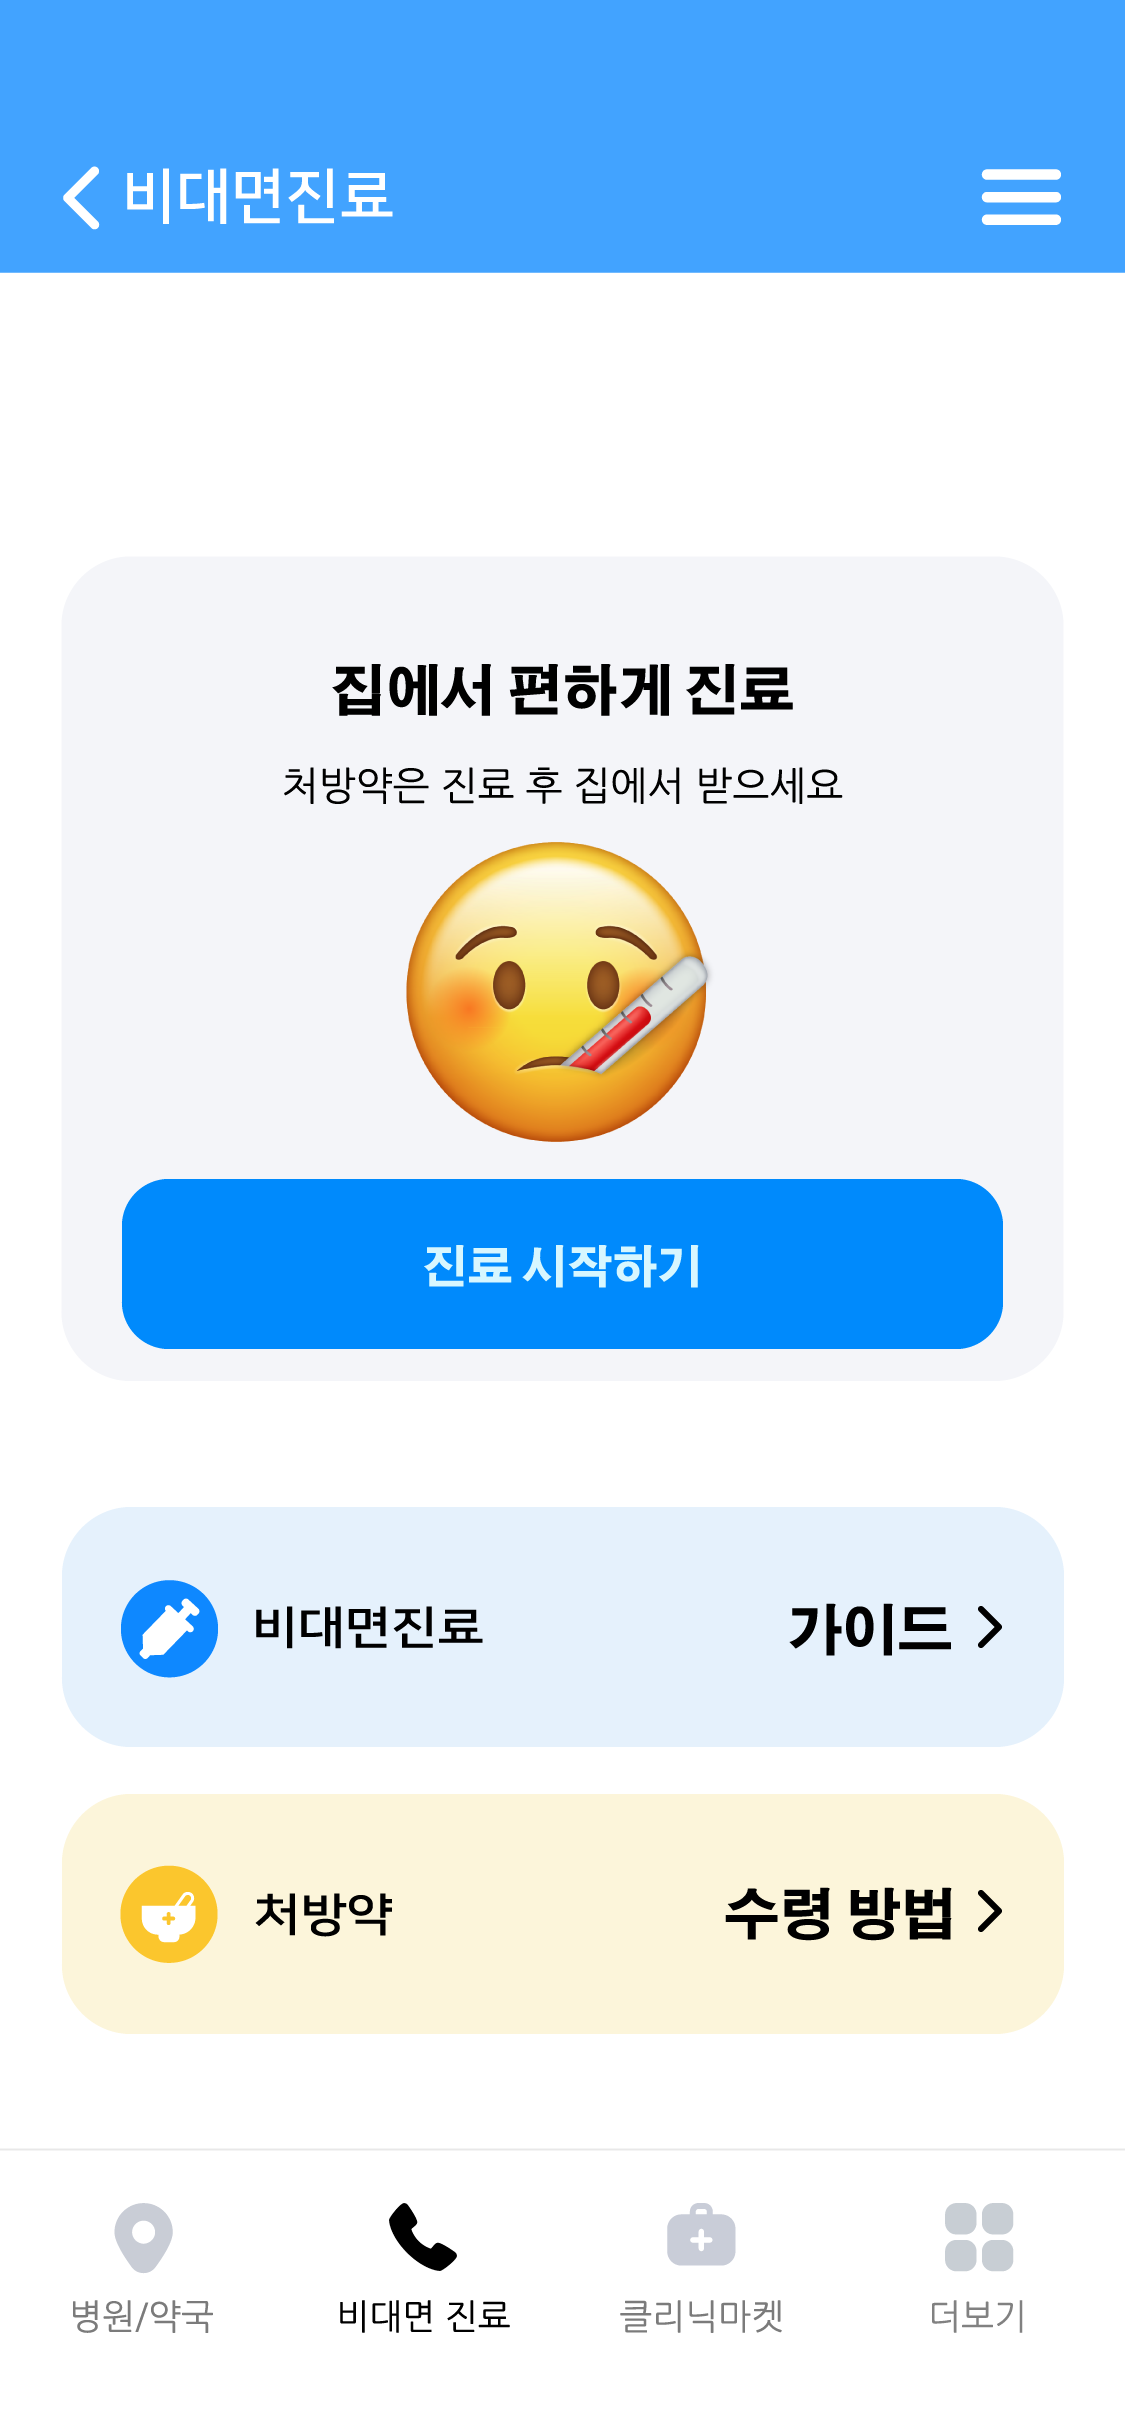 비대면진료
집에서 편하게 진료
처방약은 진료 후 집에서 받으세요
진료 시작하기
비대면진료 가이드
처방약 수령 방법
병원/약국 비대면 진료 클리닉마켓 더보기